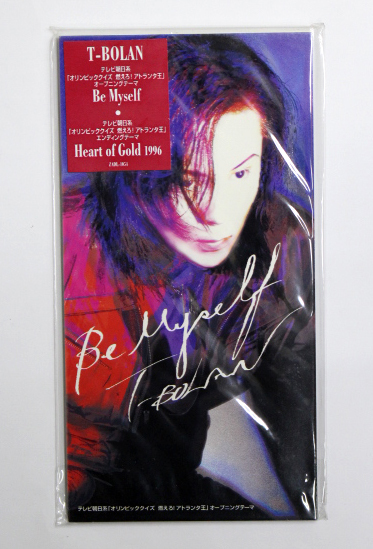 T-BOLAN
テレビ朝日系
「オリンピッククイズ 燃えろ!アトランタ王」
オープニングテーマ
Be Myself
●
テレビ朝日系
「オリンピッククイズ 燃えろ!アトランタ王」
エンディングテーマ
Heart of Gold 1996
Be Myself
T-BOLAN
テレビ朝日系「オリンピッククイズ 燃えろ!アトランタ王」オープニングテーマ